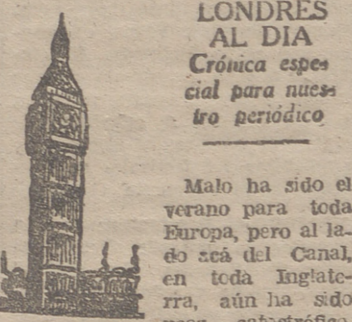 LONDRES
AL DIA
Crónica espe-
cial para nues-
tro periódico
Malo ha sido el
verano para toda
Europa, pero al la-
do acá del Canal,
en toda Inglate-
rra, aún ha sido